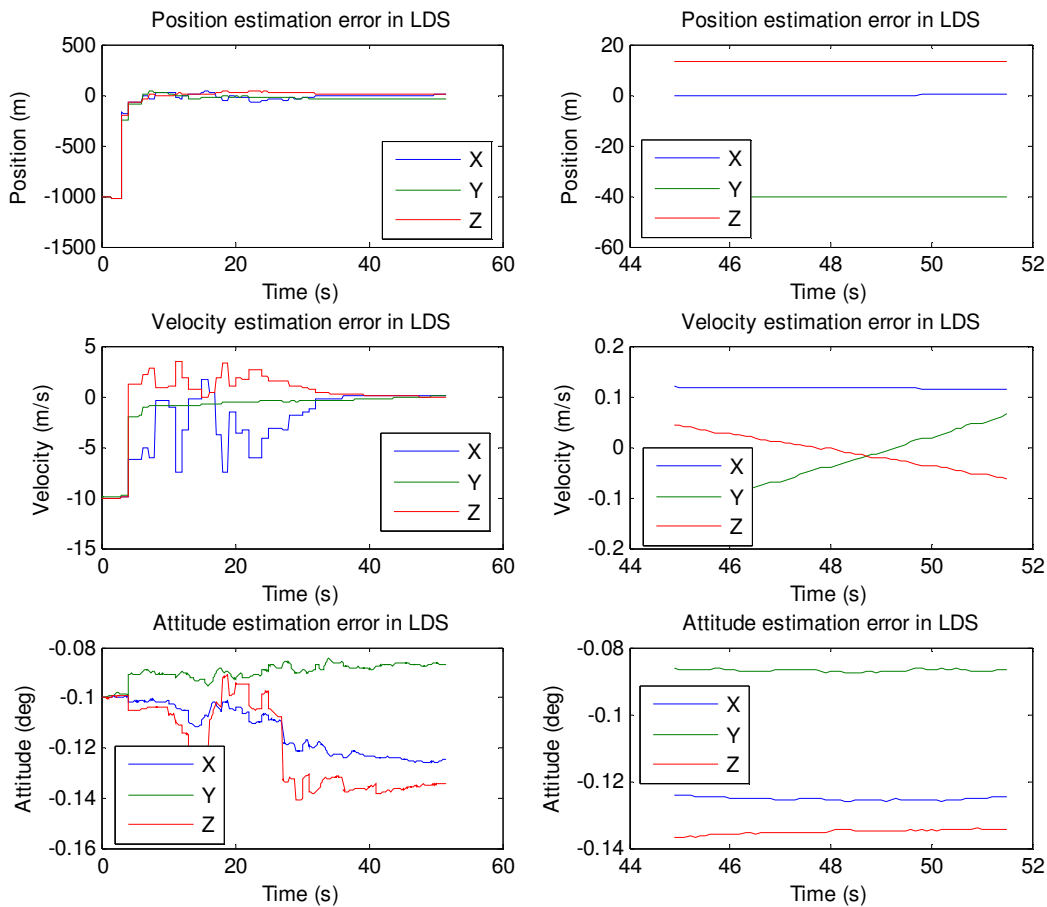 Position estimation error in LDS
Position (m)
500
0
-500
-1000
-1500
X
Y
Z
0
20
40
60
Time (s)
Position estimation error in LDS
Position (m)
20
0
-20
-40
-60
X
Y
Z
44
46
48
50
52
Time (s)
Velocity estimation error in LDS
Velocity (m/s)
5
0
-5
-10
-15
X
Y
Z
0
20
40
60
Time (s)
Velocity estimation error in LDS
Velocity (m/s)
0.2
0.1
0
-0.1
-0.2
X
Y
Z
44
46
48
50
52
Time (s)
Attitude estimation error in LDS
Attitude (deg)
-0.08
-0.1
-0.12
-0.14
-0.16
X
Y
Z
0
20
40
60
Time (s)
Attitude estimation error in LDS
Attitude (deg)
-0.08
-0.1
-0.12
-0.14
X
Y
Z
44
46
48
50
52
Time (s)